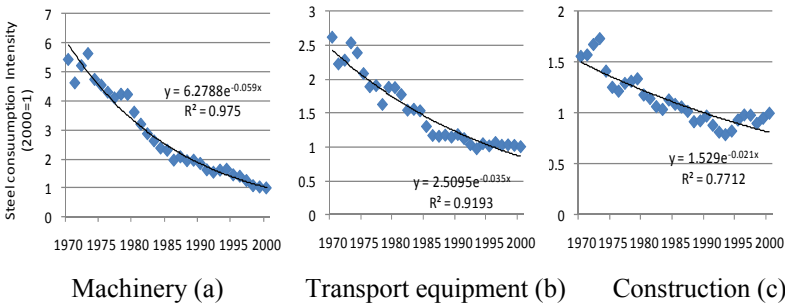 Steel consuumption Intensity
(2000=1)
7
6
5
4
3
2
1
0
1970 1975 1980 1985 1990 1995 2000
y = 6.2788e^-0.059x
R² = 0.975
Machinery (a)
3
2.5
2
1.5
1
0.5
0
1970 1975 1980 1985 1990 1995 2000
y = 2.5095e^-0.035x
R² = 0.9193
Transport equipment (b)
2
1.5
1
0.5
0
1970 1975 1980 1985 1990 1995 2000
y = 1.529e^-0.021x
R² = 0.7712
Construction (c)